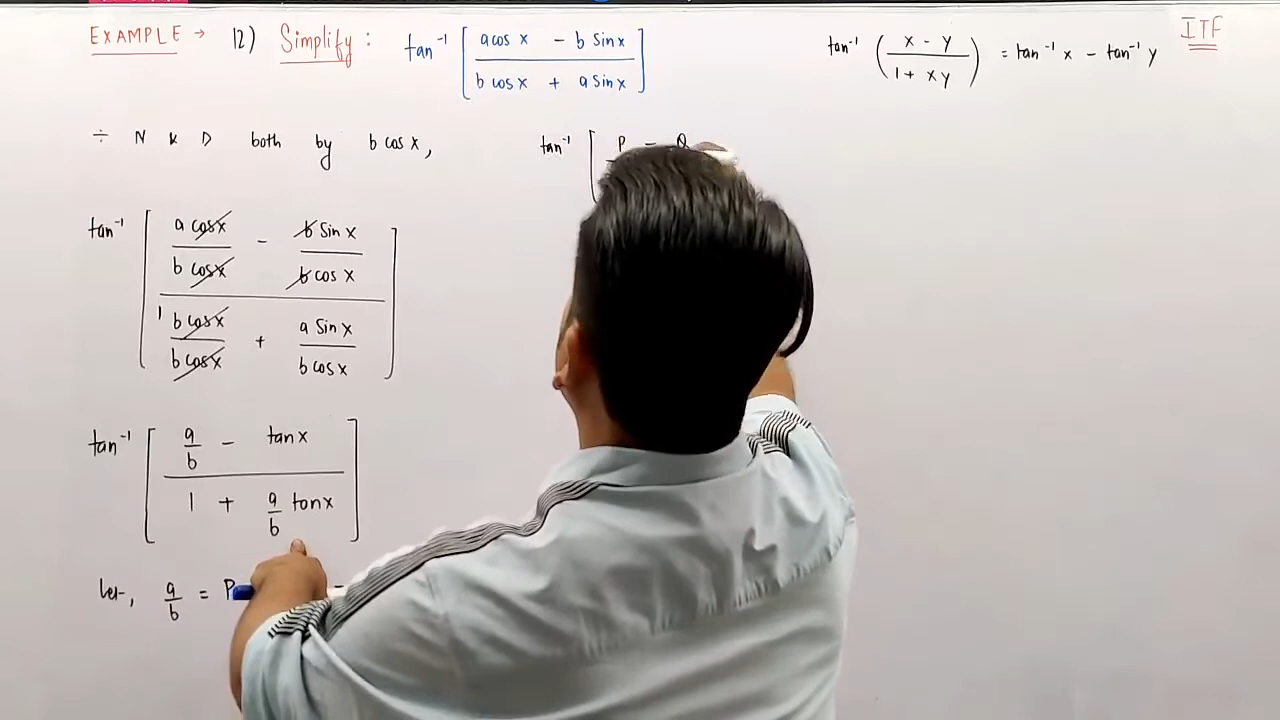 EXAMPLE → 12) Simplify : tan⁻¹ [ (a cos x - b Sin x) / (b cos x + a Sin x) ]
tan⁻¹ ( (x - y) / (1 + xy) ) = tan⁻¹ x - tan⁻¹ y
ITF
÷ N & D both by b cos x,
tan⁻¹ [ P - Q
tan⁻¹ [ (a cos x / b cos x - b Sin x / b cos x) / (b cos x / b cos x + a Sin x / b cos x) ]
1
tan⁻¹ [ (a/b - tan x) / (1 + a/b tan x) ]
let, a/b = P